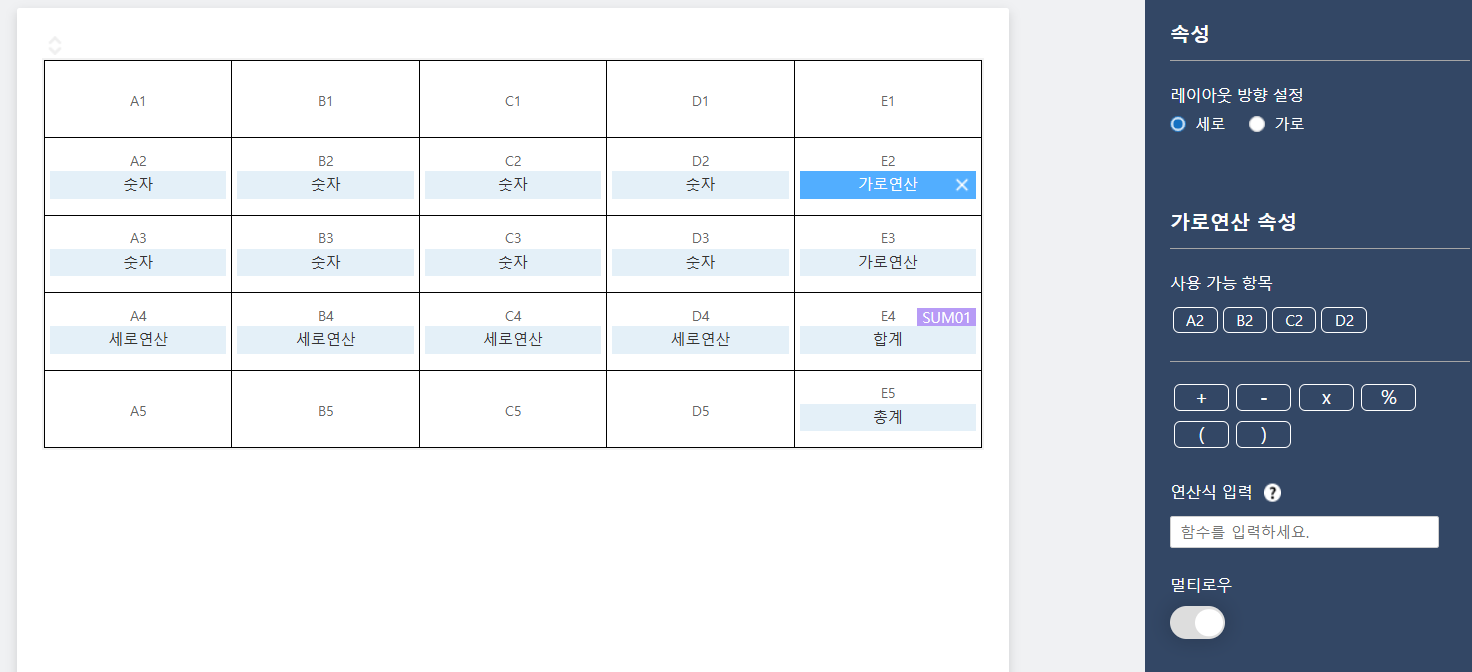 속성
레이아웃 방향 설정
세로 가로
A1 B1 C1 D1 E1
A2 B2 C2 D2 E2
숫자 숫자 숫자 숫자 가로연산
A3 B3 C3 D3 E3
숫자 숫자 숫자 숫자 가로연산
A4 B4 C4 D4 E4 SUM01
세로연산 세로연산 세로연산 세로연산 합계
A5 B5 C5 D5 E5
총계
가로연산 속성
사용 가능 항목
A2 B2 C2 D2
+ - x %
( )
연산식 입력 ?
함수를 입력하세요.
멀티로우